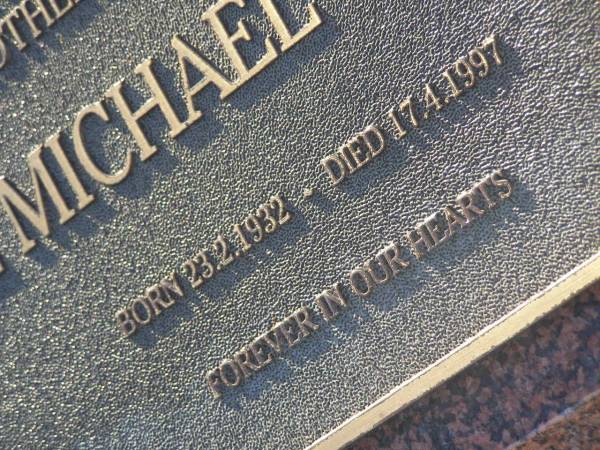 MICHAEL
BORN 23.2.1932 • DIED 17.4.1997
FOREVER IN OUR HEARTS